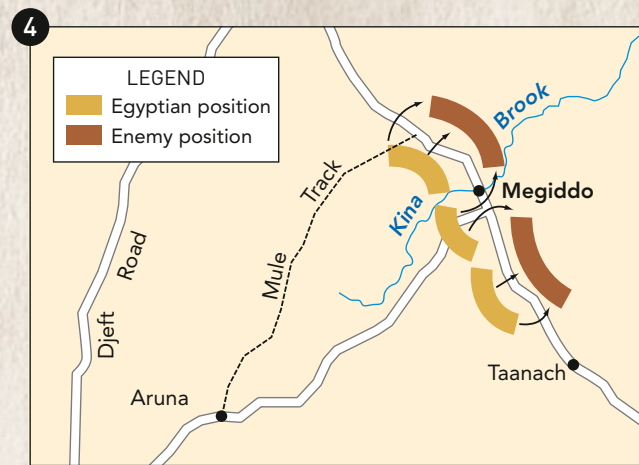 4
LEGEND
Egyptian position
Enemy position
Brook
Track
Megiddo
Kina
Road
Mule
Djeft
Taanach
Aruna